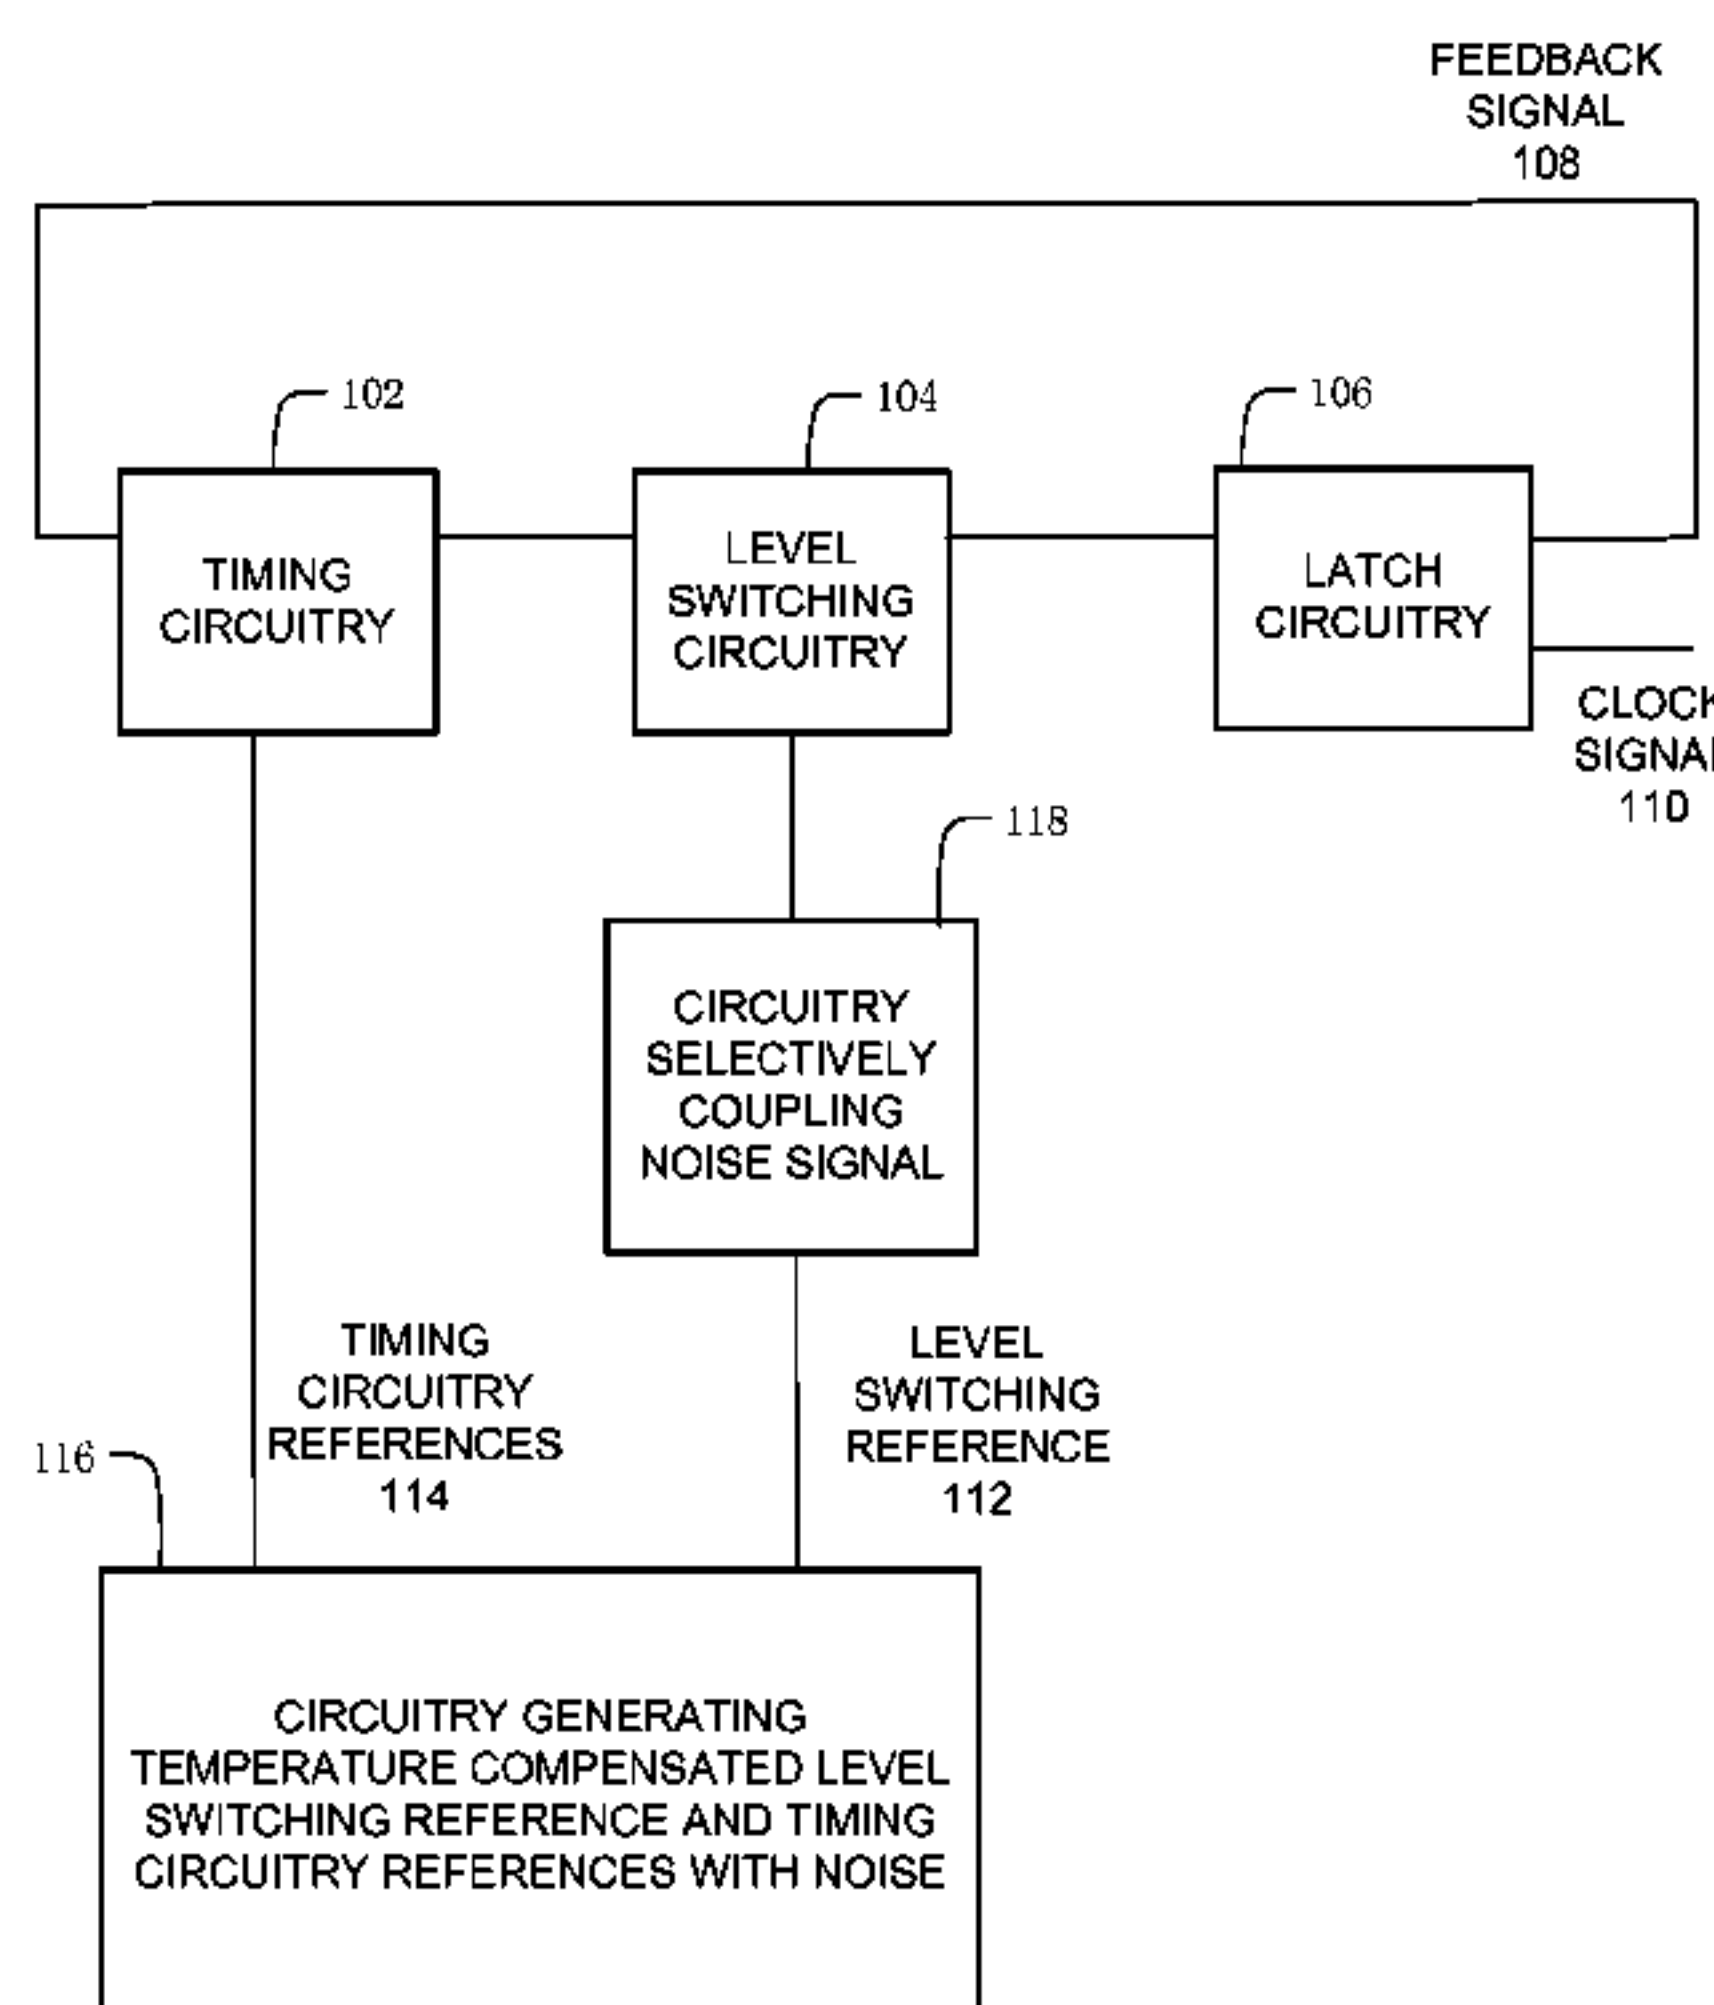 FEEDBACK
SIGNAL
108
102
104
106
TIMING
CIRCUITRY
LEVEL
SWITCHING
CIRCUITRY
LATCH
CIRCUITRY
CLOCK
SIGNAL
110
118
CIRCUITRY
SELECTIVELY
COUPLING
NOISE SIGNAL
TIMING
CIRCUITRY
REFERENCES
114
LEVEL
SWITCHING
REFERENCE
112
116
CIRCUITRY GENERATING
TEMPERATURE COMPENSATED LEVEL
SWITCHING REFERENCE AND TIMING
CIRCUITRY REFERENCES WITH NOISE